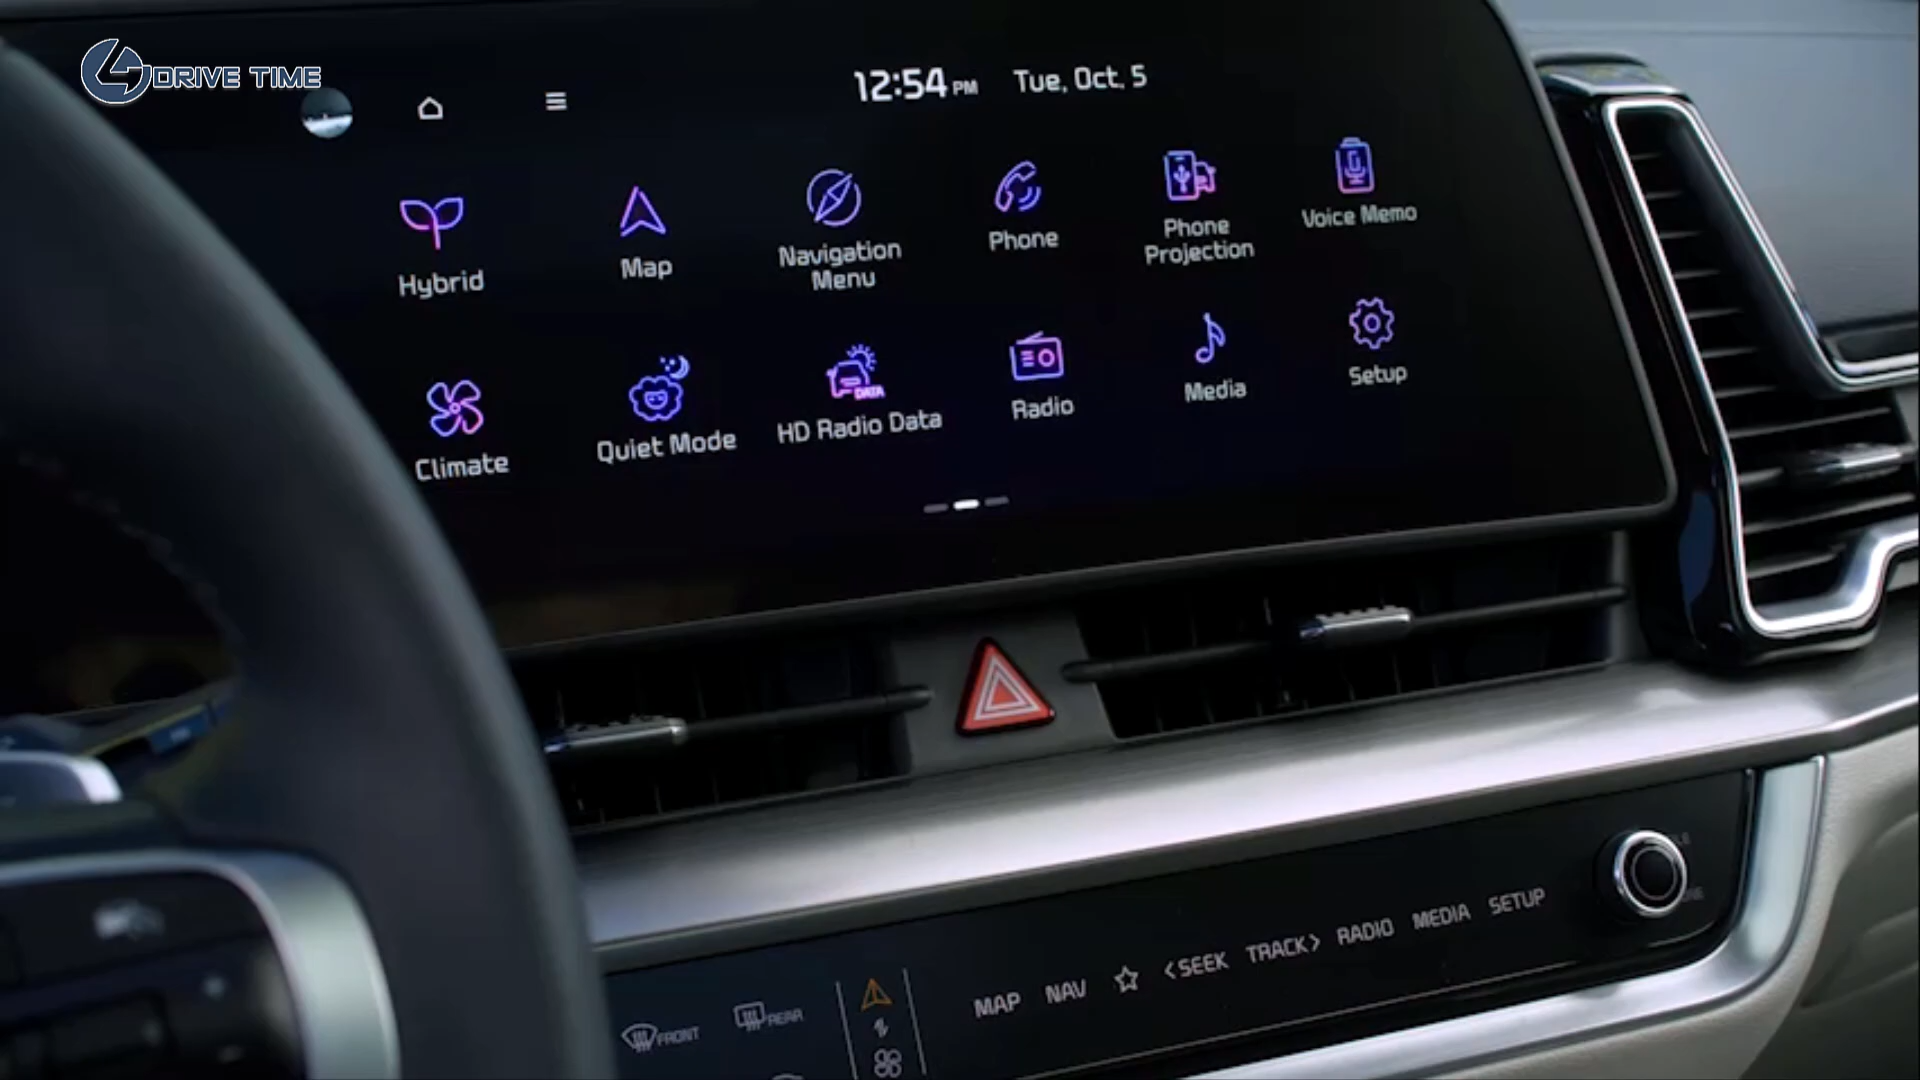 DRIVE TIME
12:54 PM Tue, Oct. 5
Hybrid
Map
Navigation
Menu
Phone
Phone
Projection
Voice Memo
Climate
Quiet Mode
DATA
HD Radio Data
Radio
Media
Setup
FRONT
REAR
MAP NAV ☆ <SEEK TRACK> RADIO MEDIA SETUP